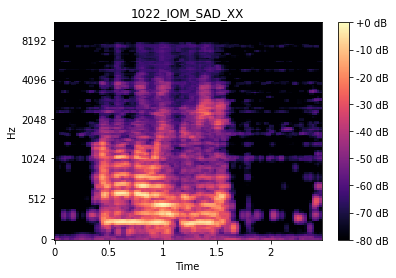 1022_IOM_SAD_XX
+0 dB
8192
-10 dB
4096
-20 dB
-30 dB
2048
Hz
-40 dB
1024
-50 dB
512
-60 dB
-70 dB
0
-80 dB
0 0.5 1 1.5 2
Time